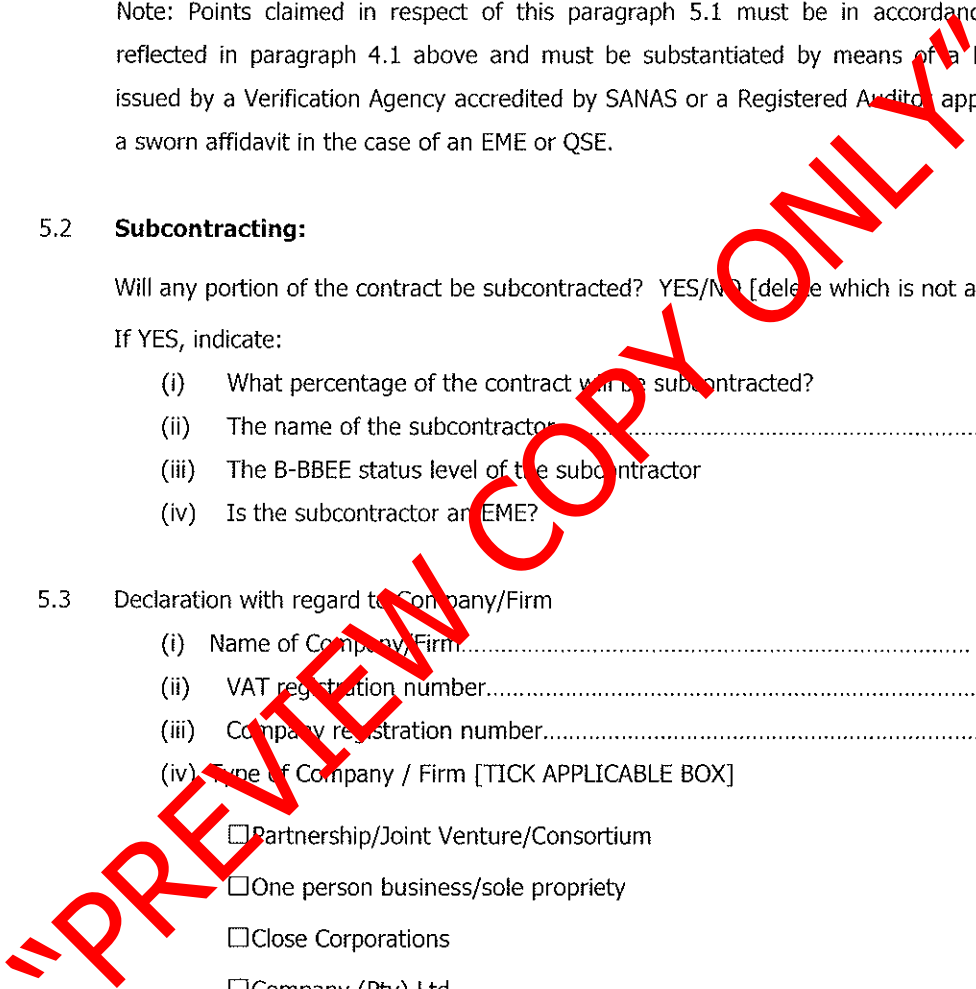 Note: Points claimed in respect of this paragraph 5.1 must be in accordanc
reflected in paragraph 4.1 above and must be substantiated by means of a
issued by a Verification Agency accredited by SANAS or a Registered Auditor app
a sworn affidavit in the case of an EME or QSE.
5.2 Subcontracting:
Will any portion of the contract be subcontracted? YES/NO [delete which is not a
If YES, indicate:
(i) What percentage of the contract will be subcontracted?
(ii) The name of the subcontractor..........................................................
(iii) The B-BBEE status level of the subcontractor
(iv) Is the subcontractor an EME?
5.3 Declaration with regard to Company/Firm
(i) Name of Company/Firm..........................................................................
(ii) VAT registration number......................................................................
(iii) Company registration number..............................................................
(iv) Type of Company / Firm [TICK APPLICABLE BOX]
☐Partnership/Joint Venture/Consortium
☐One person business/sole propriety
☐Close Corporations
☐Company (Pty) Ltd
"PREVIEW COPY ONLY"